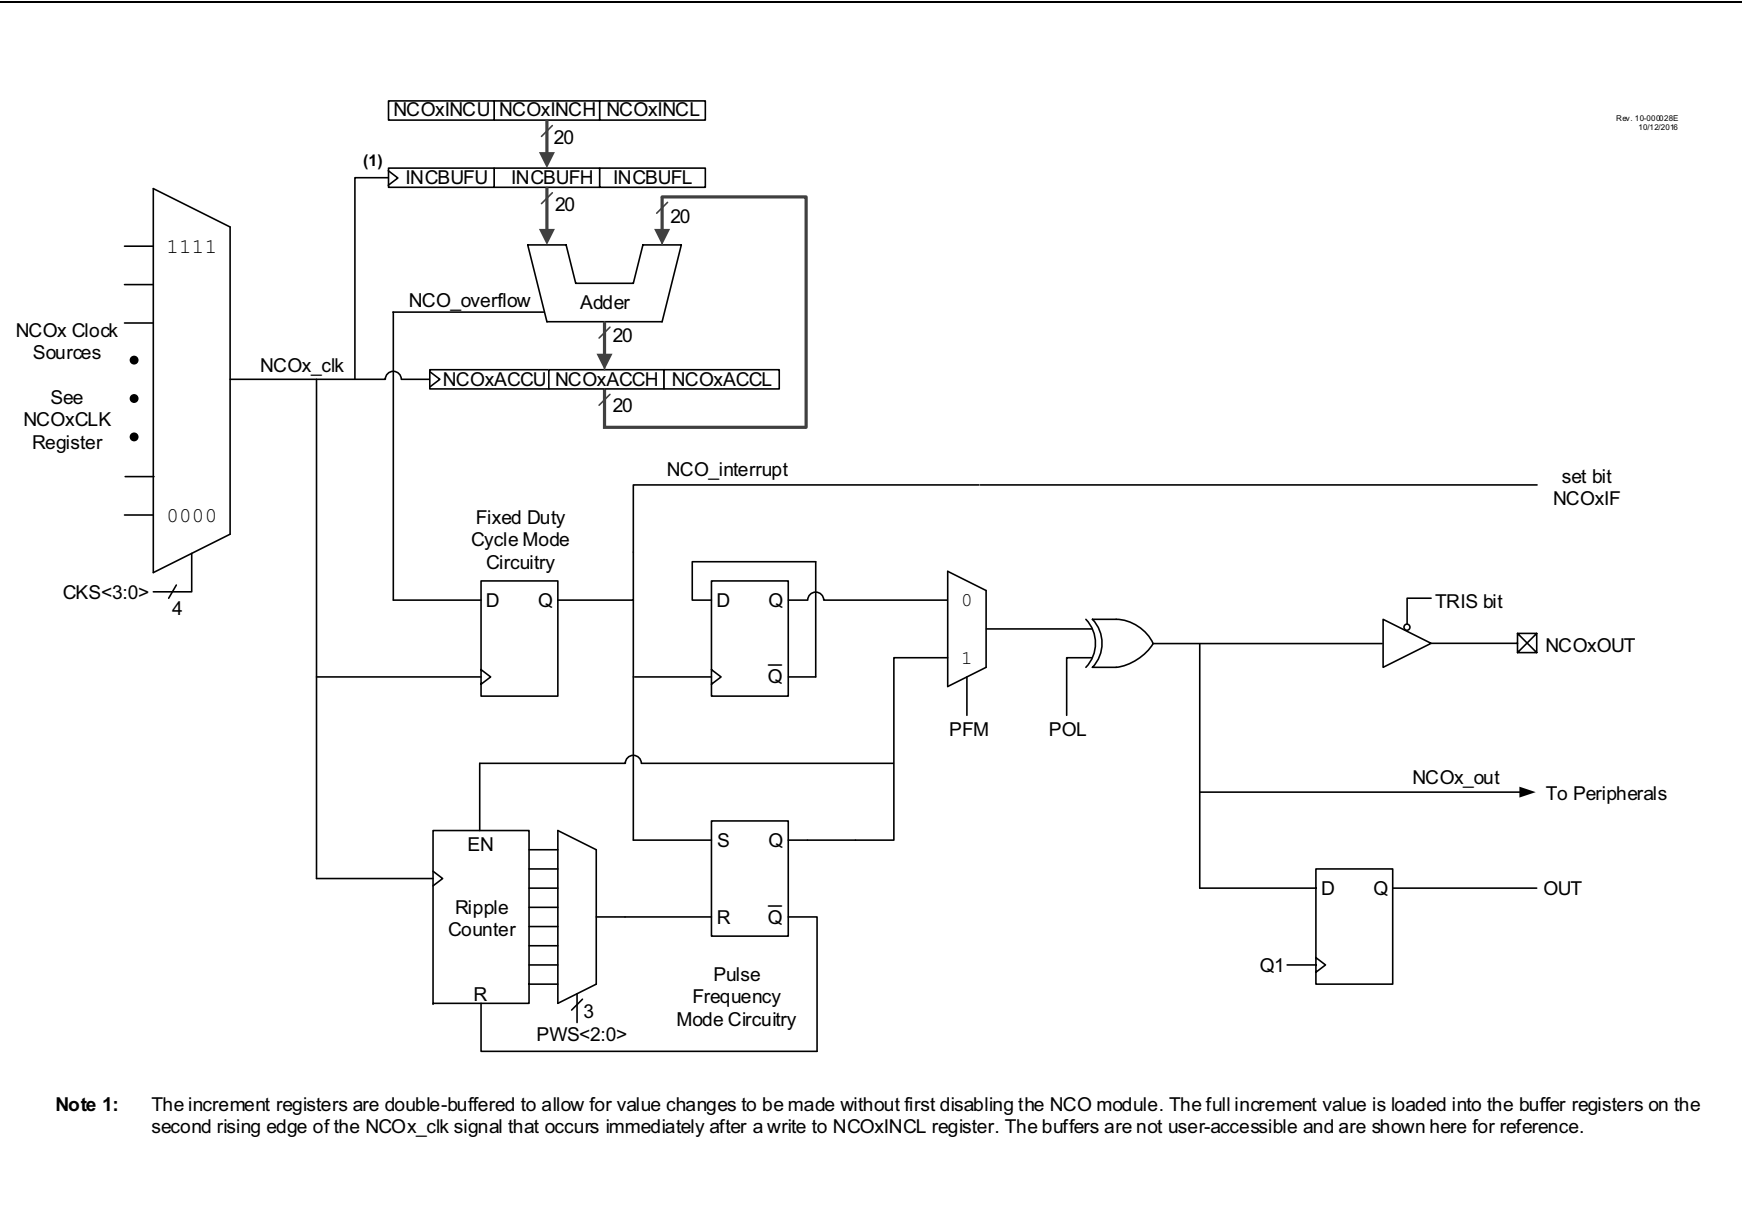 NCOxINCU NCOxINCH NCOxINCL
Rev. 10-000028E
10/12/2016
20
(1)
INCBUFU INCBUFH INCBUFL
20
20
1111
NCO_overflow
Adder
NCOx Clock
Sources
20
NCOx_clk
NCOxACCU NCOxACCH NCOxACCL
See
NCOxCLK
Register
20
NCO_interrupt
set bit
NCOxIF
0000
Fixed Duty
Cycle Mode
Circuitry
CKS<3:0>
4
D Q
D Q
Q
0
1
TRIS bit
NCOxOUT
PFM
POL
NCOx_out
To Peripherals
EN
S Q
R Q
Ripple
Counter
R
D Q
OUT
Q1
Pulse
Frequency
Mode Circuitry
3
PWS<2:0>
Note 1: The increment registers are double-buffered to allow for value changes to be made without first disabling the NCO module. The full increment value is loaded into the buffer registers on the
second rising edge of the NCOx_clk signal that occurs immediately after a write to NCOxINCL register. The buffers are not user-accessible and are shown here for reference.